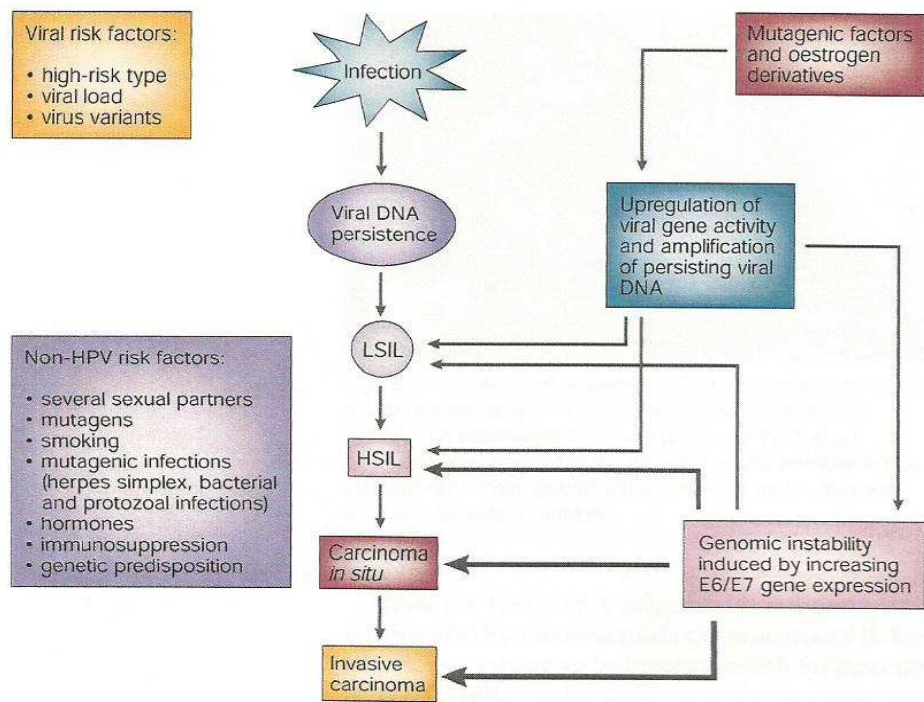 Viral risk factors:
• high-risk type
• viral load
• virus variants
Infection
Mutagenic factors
and oestrogen
derivatives
Viral DNA
persistence
Upregulation of
viral gene activity
and amplification
of persisting viral
DNA
Non-HPV risk factors:
• several sexual partners
• mutagens
• smoking
• mutagenic infections
(herpes simplex, bacterial
and protozoal infections)
• hormones
• immunosuppression
• genetic predisposition
LSIL
HSIL
Carcinoma
in situ
Invasive
carcinoma
Genomic instability
induced by increasing
E6/E7 gene expression